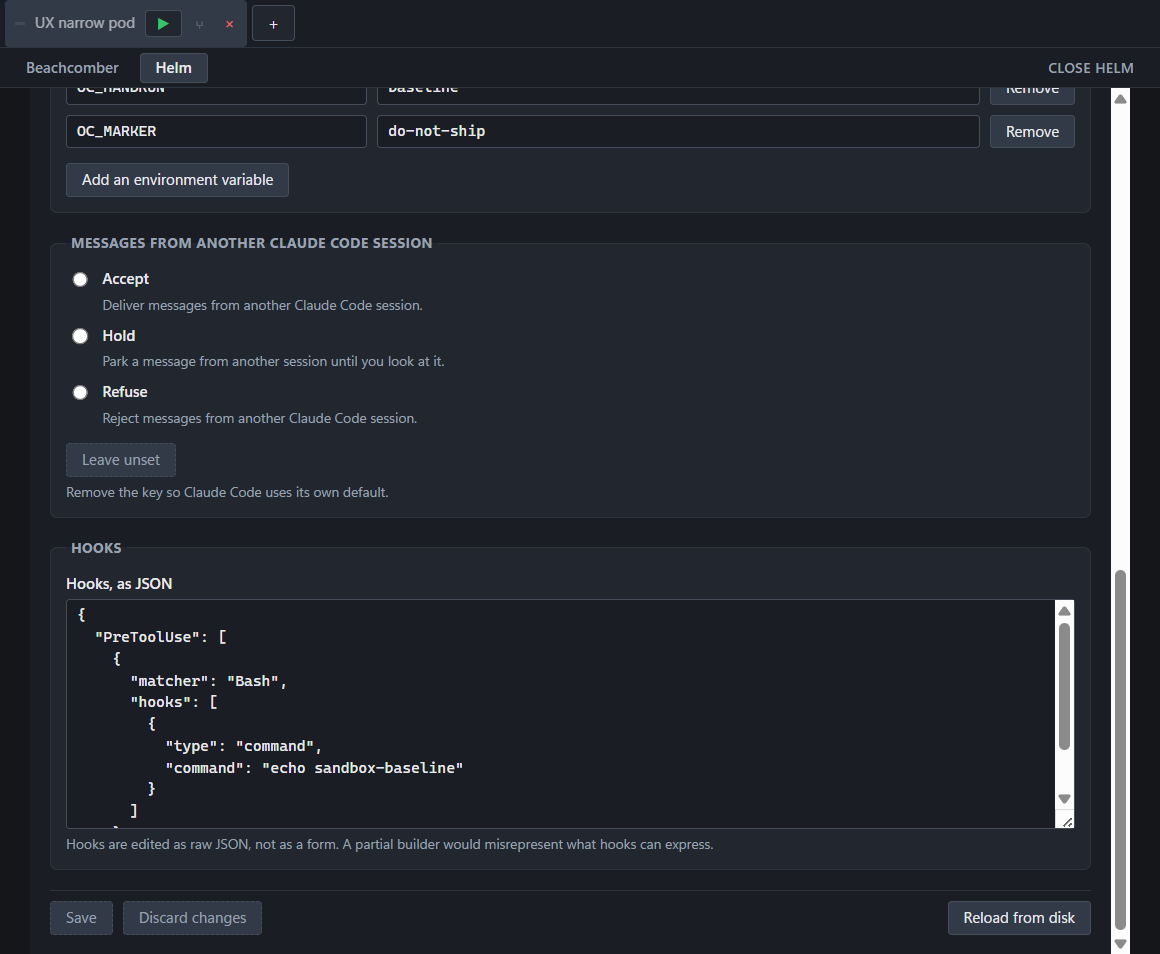 UX narrow pod
+
Beachcomber
Helm
CLOSE HELM
OC_HANDRUN
baseline
Remove
OC_MARKER
do-not-ship
Remove
Add an environment variable
MESSAGES FROM ANOTHER CLAUDE CODE SESSION
Accept
Deliver messages from another Claude Code session.
Hold
Park a message from another session until you look at it.
Refuse
Reject messages from another Claude Code session.
Leave unset
Remove the key so Claude Code uses its own default.
HOOKS
Hooks, as JSON
{
  "PreToolUse": [
    {
      "matcher": "Bash",
      "hooks": [
        {
          "type": "command",
          "command": "echo sandbox-baseline"
        }
      ]
Hooks are edited as raw JSON, not as a form. A partial builder would misrepresent what hooks can express.
Save
Discard changes
Reload from disk